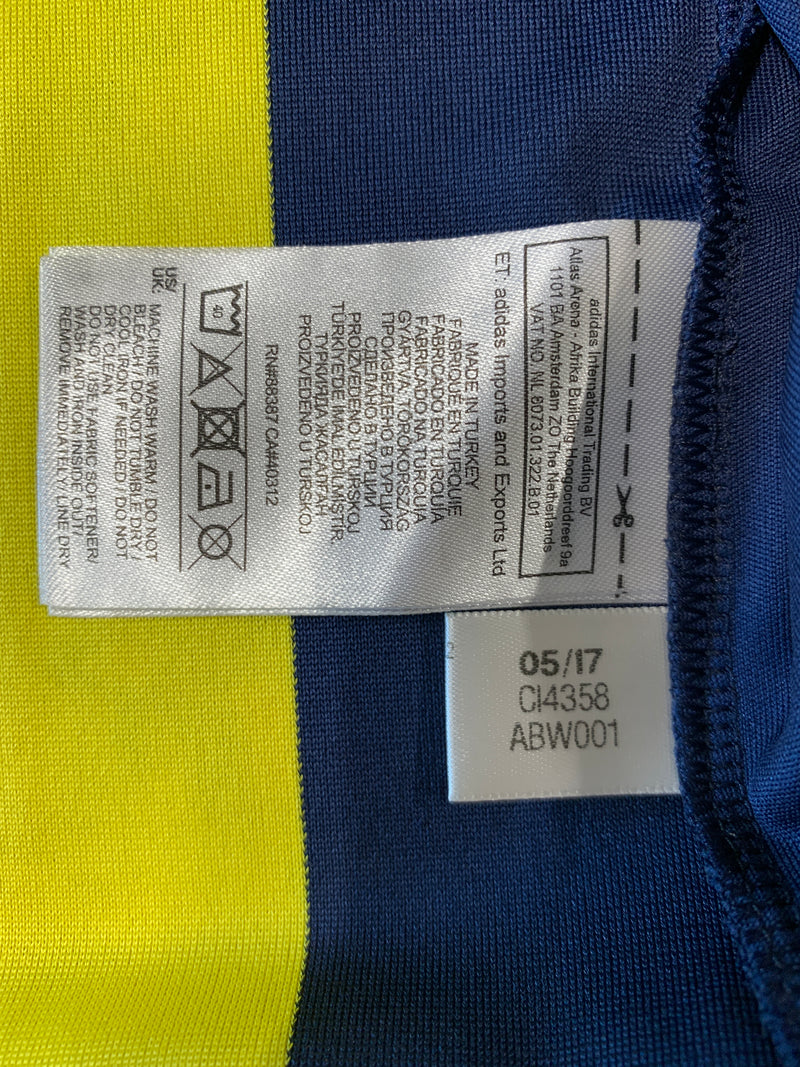 adidas International Trading BV
Atlas Arena - Afrika Building Hoogoorddreef 9a
1101 BA Amsterdam ZO The Netherlands
VAT NO. NL 8073.01.322.B.01
ET. adidas Imports and Exports Ltd
MADE IN TURKEY
FABRIQUÉ EN TURQUIE
FABRICADO EN TURQUIA
FABRICADO NA TURQUIA
GYÁRTVA, TÖRÖKORSZÁG
ПРОИЗВЕДЕНО В ТУРЦИЯ
СДЕЛАНО В ТУРЦИИ
PROIZVEDENO U TURSKOJ
TÜRKİYE'DE İMAL EDİLMİŞTİR.
ТУРКИЯДА ЖАСАЛҒАН
PROIZVEDENO U TURSKOJ
RN#88387 CA#40312
40
US/
UK:
MACHINE WASH WARM / DO NOT
BLEACH / DO NOT TUMBLE DRY /
COOL IRON IF NEEDED / DO NOT
DRY CLEAN
DO NOT USE FABRIC SOFTENER/
WASH AND IRON INSIDE OUT/
REMOVE IMMEDIATELY/ LINE DRY
05/17
CI4358
ABW001